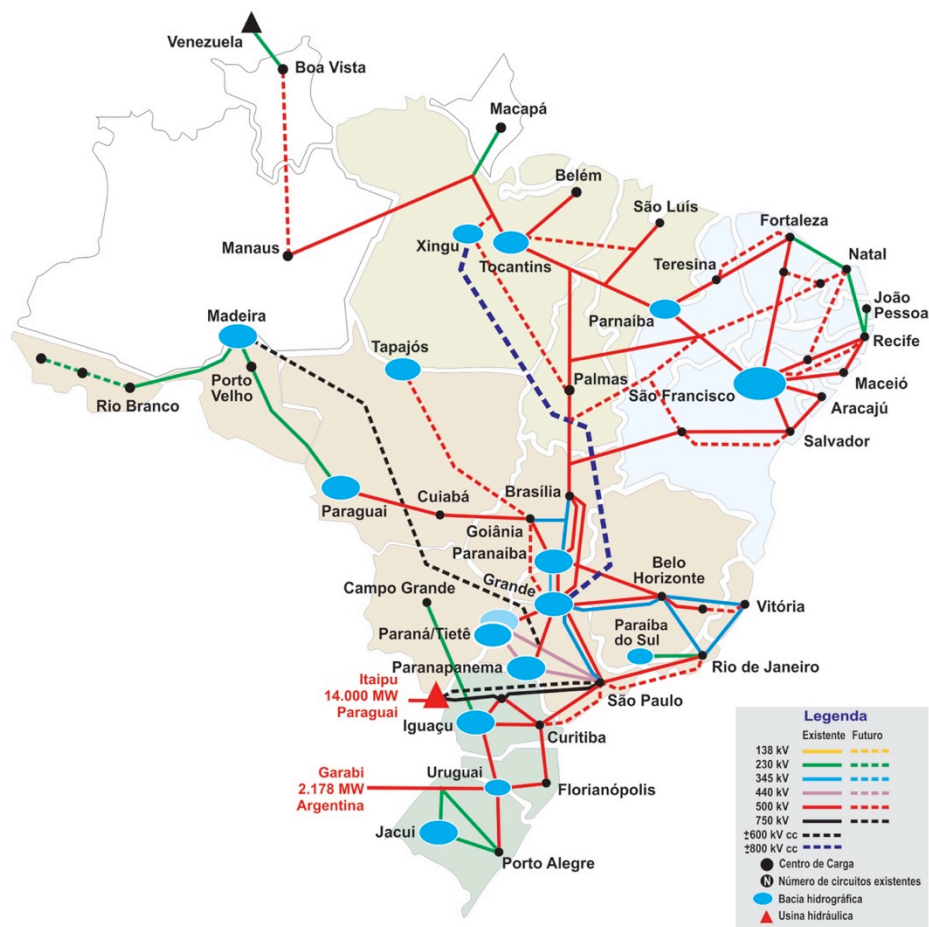 Venezuela
Boa Vista
Macapá
Belém
São Luís
Fortaleza
Manaus
Xingu
Tocantins
Teresina
Natal
Madeira
Parnaíba
João
Pessoa
Recife
Tapajós
Porto
Velho
Rio Branco
Palmas
São Francisco
Maceió
Aracajú
Salvador
Paraguai
Cuiabá
Brasília
Goiânia
Paranaíba
Grande
Belo
Horizonte
Campo Grande
Vitória
Paraná/Tietê
Paraíba
do Sul
Paranapanema
Rio de Janeiro
Itaipu
14.000 MW
Paraguai
São Paulo
Iguaçu
Curitiba
Garabi
2.178 MW
Argentina
Uruguai
Florianópolis
Jacui
Porto Alegre
Legenda
Existente Futuro
138 kV
230 kV
345 kV
440 kV
500 kV
750 kV
±600 kV cc
±800 kV cc
Centro de Carga
N Número de circuitos existentes
Bacia hidrográfica
Usina hidráulica